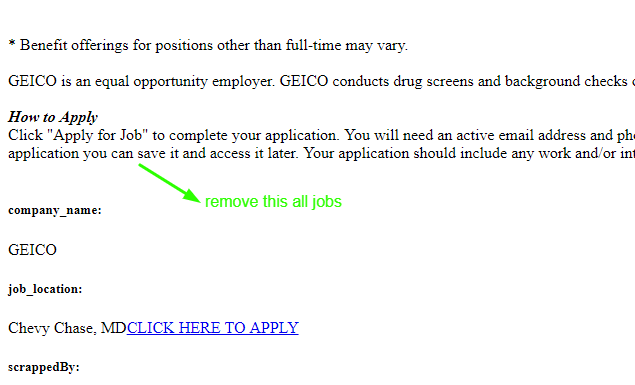 * Benefit offerings for positions other than full-time may vary.
GEICO is an equal opportunity employer. GEICO conducts drug screens and background checks
How to Apply
Click "Apply for Job" to complete your application. You will need an active email address and
application you can save it and access it later. Your application should include any work and/or
remove this all jobs
company_name:
GEICO
job_location:
Chevy Chase, MDCLICK HERE TO APPLY
scrappedBy: